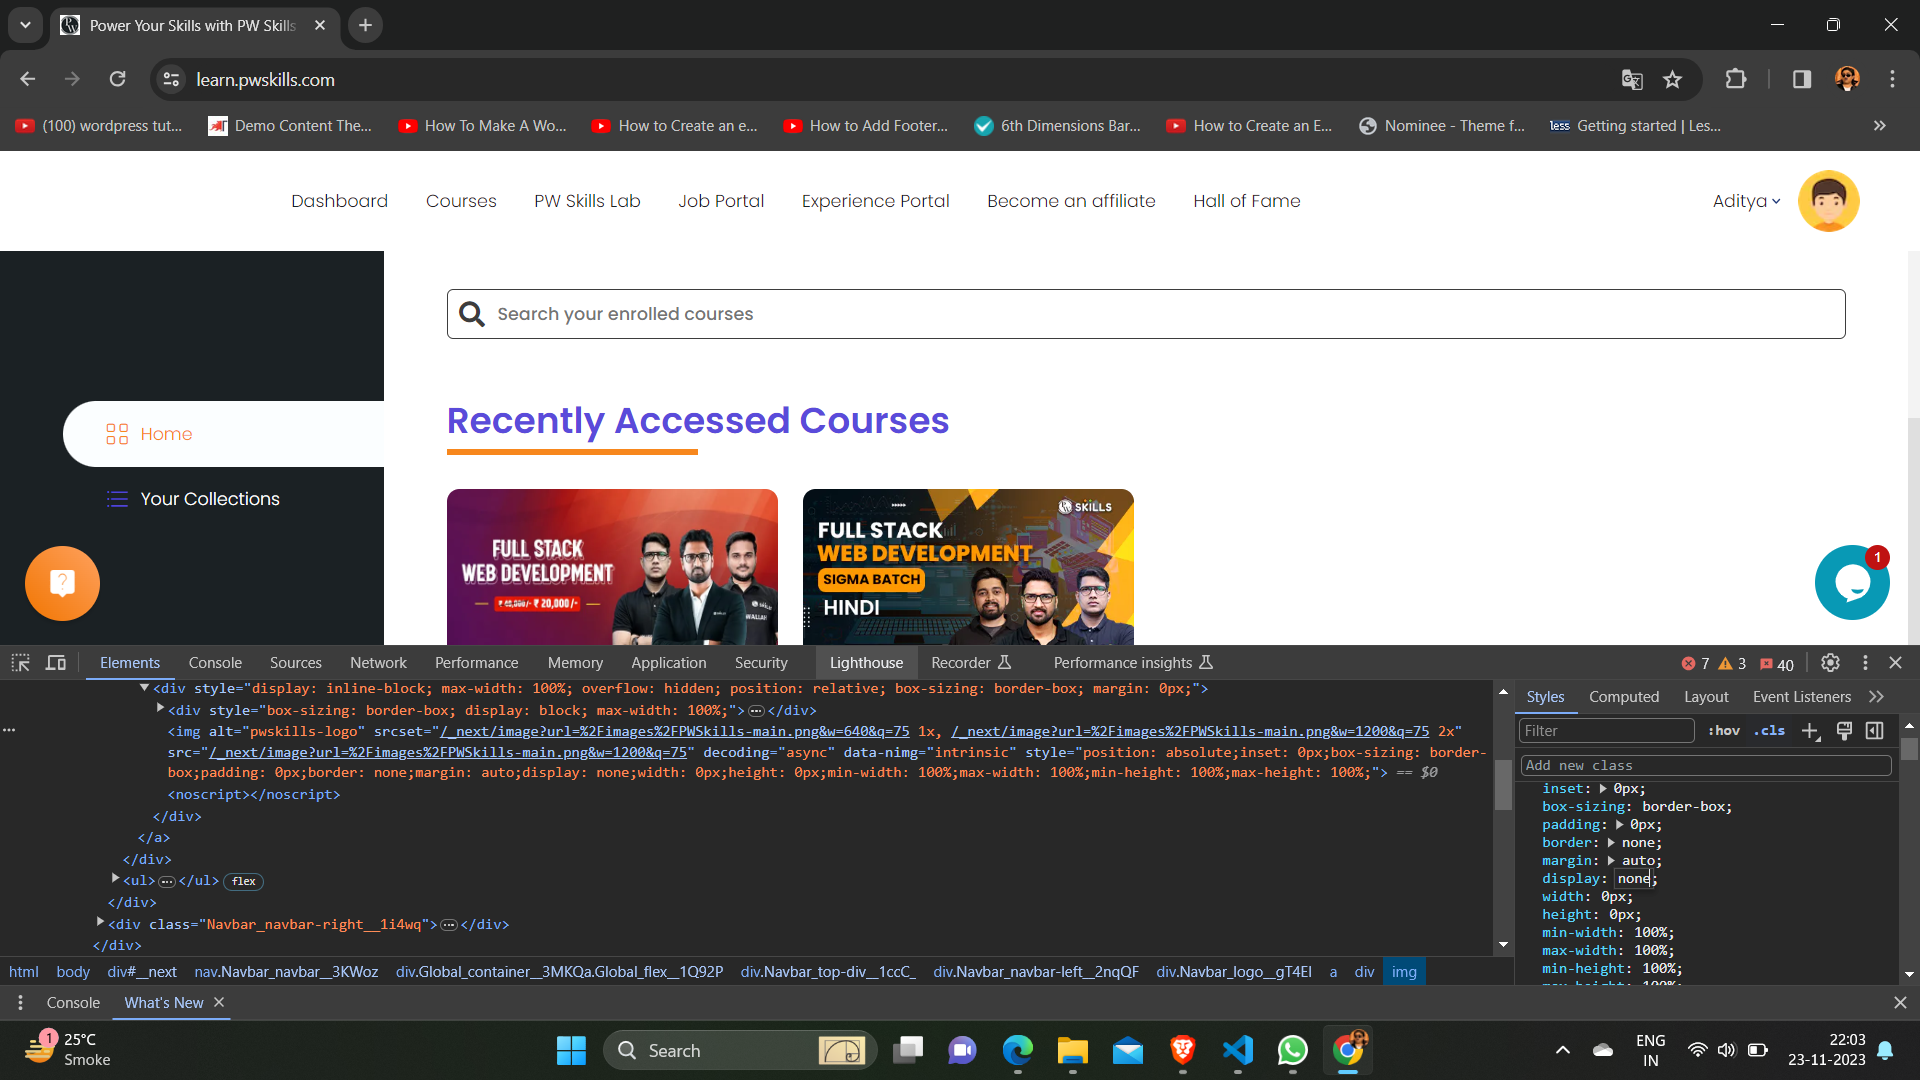 Power Your Skills with PW Skills
learn.pwskills.com
(100) wordpress tut...
Demo Content The...
How To Make A Wo...
How to Create an e...
How to Add Footer...
6th Dimensions Bar...
How to Create an E...
Nominee - Theme f...
less Getting started | Les...
Dashboard
Courses
PW Skills Lab
Job Portal
Experience Portal
Become an affiliate
Hall of Fame
Aditya
Search your enrolled courses
Home
Your Collections
Recently Accessed Courses
FULL STACK
WEB DEVELOPMENT
₹ 20,000/-
SKILLS
FULL STACK
WEB DEVELOPMENT
SIGMA BATCH
HINDI
1
Elements Console Sources Network Performance Memory Application Security Lighthouse Recorder Performance insights 7 3 40
<div style="display: inline-block; max-width: 100%; overflow: hidden; position: relative; box-sizing: border-box; margin: 0px;">
<div style="box-sizing: border-box; display: block; max-width: 100%;">…</div>
<img alt="pwskills-logo" srcset="/_next/image?url=%2Fimages%2FPWSkills-main.png&w=640&q=75 1x, /_next/image?url=%2Fimages%2FPWSkills-main.png&w=1200&q=75 2x"
src="/_next/image?url=%2Fimages%2FPWSkills-main.png&w=1200&q=75" decoding="async" data-nimg="intrinsic" style="position: absolute;inset: 0px;box-sizing: border-
box;padding: 0px;border: none;margin: auto;display: none;width: 0px;height: 0px;min-width: 100%;max-width: 100%;min-height: 100%;max-height: 100%;"> == $0
<noscript></noscript>
</div>
</a>
</div>
<ul>…</ul> flex
</div>
<div class="Navbar_navbar-right__1i4wq">…</div>
</div>
html body div#__next nav.Navbar_navbar__3KWoz div.Global_container__3MKQa.Global_flex__1Q92P div.Navbar_top-div__1ccC_ div.Navbar_navbar-left__2nqQF div.Navbar_logo__gT4EI a div img
Styles Computed Layout Event Listeners
Filter
:hov .cls
Add new class
inset: 0px;
box-sizing: border-box;
padding: 0px;
border: none;
margin: auto;
display: none;
width: 0px;
height: 0px;
min-width: 100%;
max-width: 100%;
min-height: 100%;
Console What's New
1
25°C
Smoke
Search
ENG
IN
22:03
23-11-2023